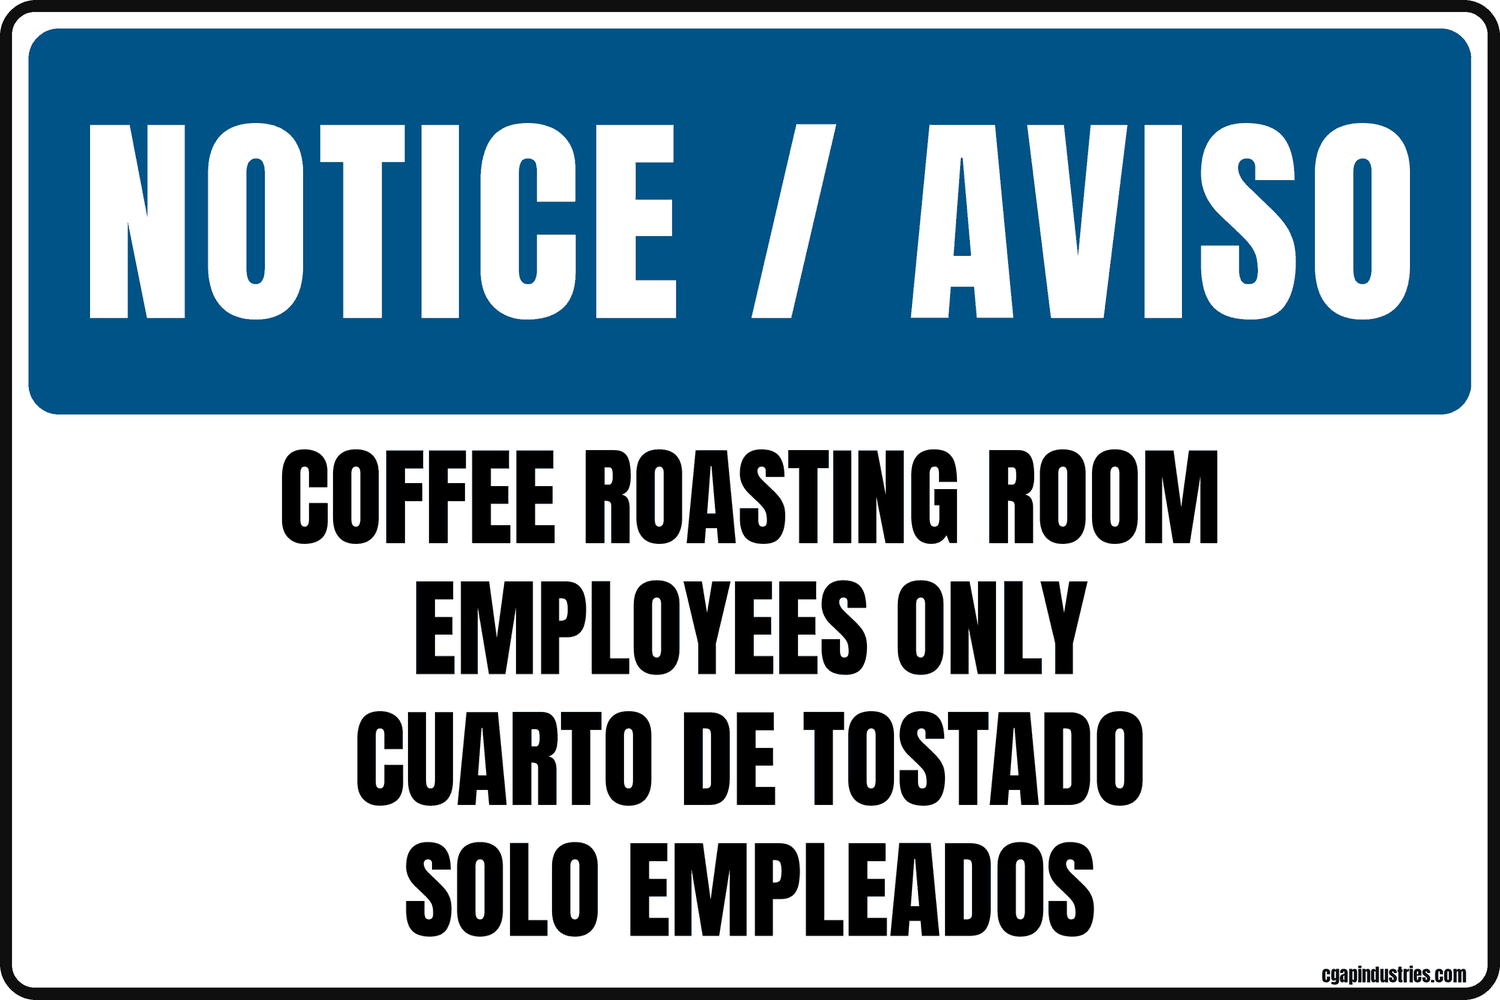 NOTICE / AVISO
COFFEE ROASTING ROOM
EMPLOYEES ONLY
CUARTO DE TOSTADO
SOLO EMPLEADOS
cgapindustries.com